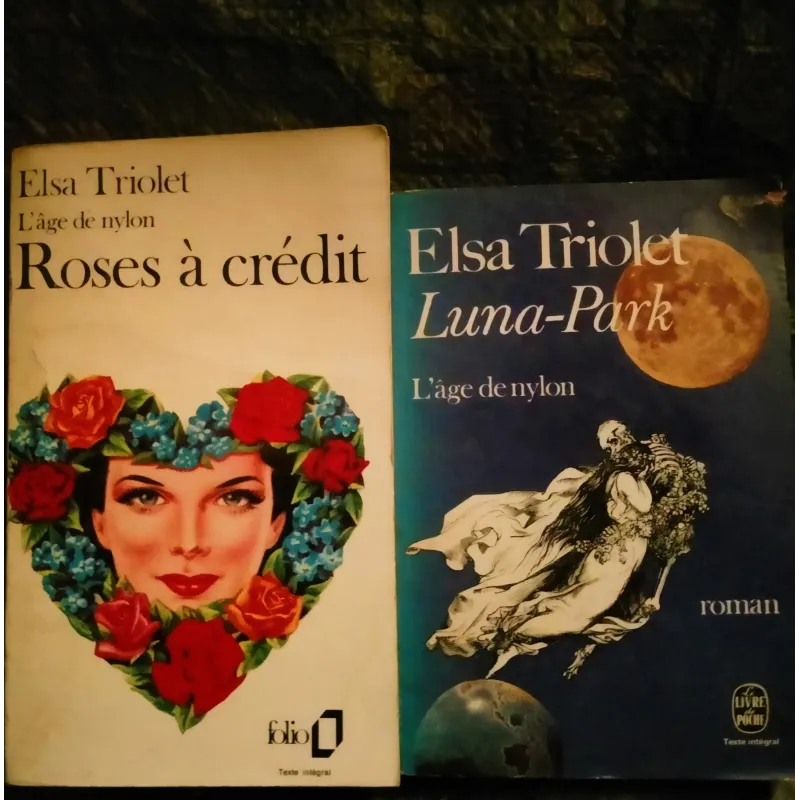 Elsa Triolet
L'âge de nylon
Roses à crédit
folio
Texte intégral
Elsa Triolet
Luna-Park
L'âge de nylon
roman
Le
LIVRE
de
POCHE
Texte intégral